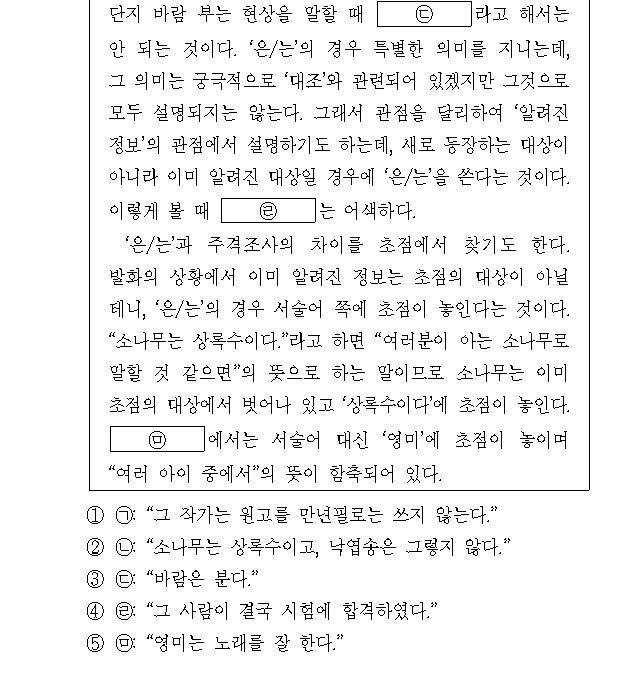 단지 바람 부는 현상을 말할 때 ㉢ 라고 해서는
안 되는 것이다. ‘은/는’의 경우 특별한 의미를 지니는데,
그 의미는 궁극적으로 ‘대조’와 관련되어 있겠지만 그것으로
모두 설명되지는 않는다. 그래서 관점을 달리하여 ‘알려진
정보’의 관점에서 설명하기도 하는데, 새로 등장하는 대상이
아니라 이미 알려진 대상일 경우에 ‘은/는’을 쓴다는 것이다.
이렇게 볼 때 ㉣ 는 어색하다.
‘은/는’과 주격조사의 차이를 초점에서 찾기도 한다.
발화의 상황에서 이미 알려진 정보는 초점의 대상이 아닐
테니, ‘은/는’의 경우 서술어 쪽에 초점이 놓인다는 것이다.
“소나무는 상록수이다.”라고 하면 “여러분이 아는 소나무로
말할 것 같으면”의 뜻으로 하는 말이므로 소나무는 이미
초점의 대상에서 벗어나 있고 ‘상록수이다’에 초점이 놓인다.
㉤ 에서는 서술어 대신 ‘영미’에 초점이 놓이며
“여러 아이 중에서”의 뜻이 함축되어 있다.
① ㉠: “그 작가는 원고를 만년필로는 쓰지 않는다.”
② ㉡: “소나무는 상록수이고, 낙엽송은 그렇지 않다.”
③ ㉢: “바람은 분다.”
④ ㉣: “그 사람이 결국 시험에 합격하였다.”
⑤ ㉤: “영미는 노래를 잘 한다.”